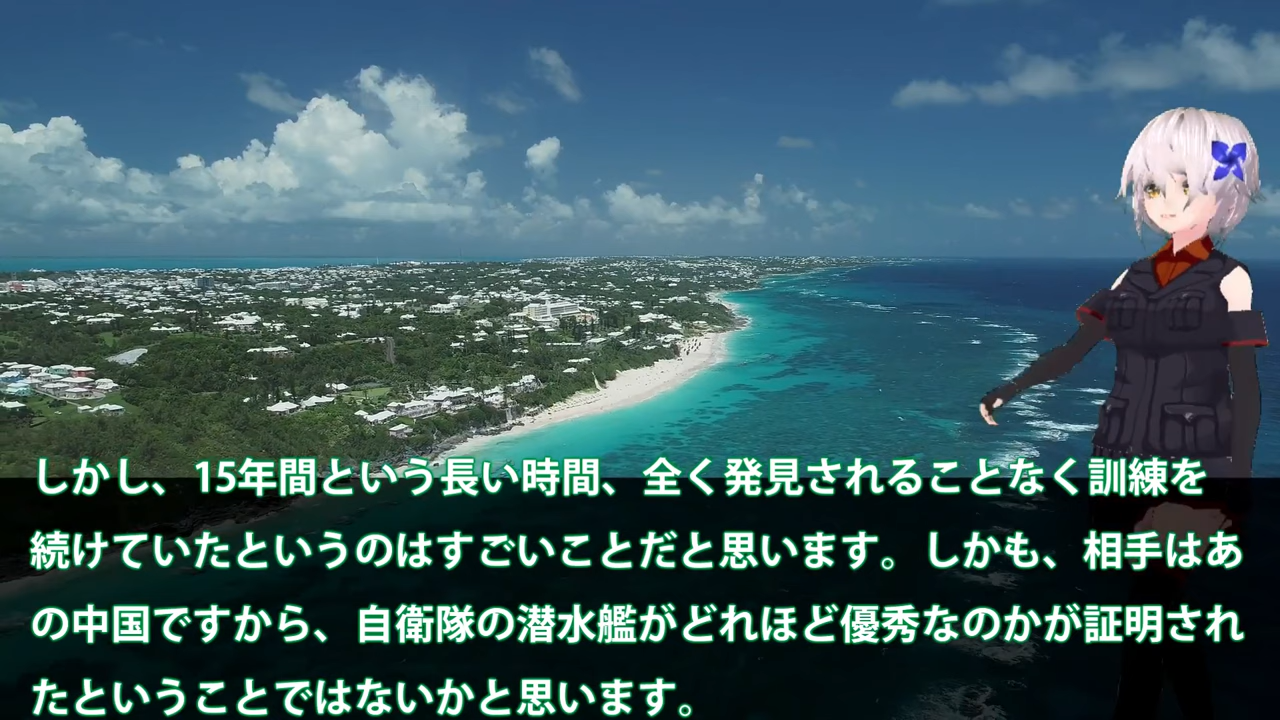 しかし、15年間という長い時間、全く発見されることなく訓練を
続けていたというのはすごいことだと思います。しかも、相手はあ
の中国ですから、自衛隊の潜水艦がどれほど優秀なのかが証明され
たということではないかと思います。